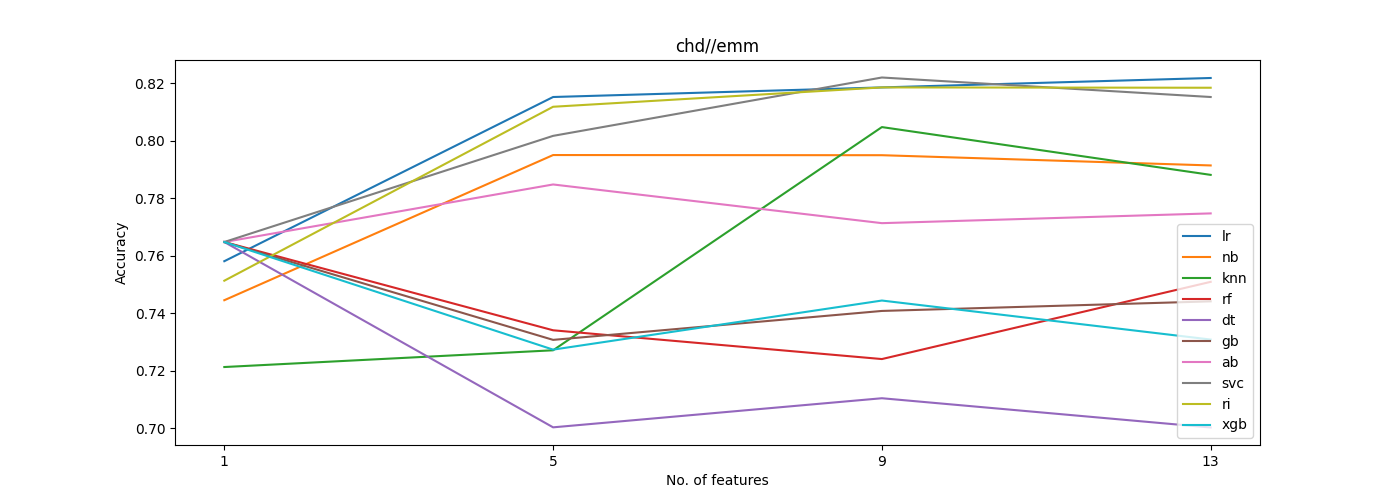 chd//emm
Accuracy
0.82
0.80
0.78
0.76
0.74
0.72
0.70
1
5
9
13
No. of features
lr
nb
knn
rf
dt
gb
ab
svc
ri
xgb